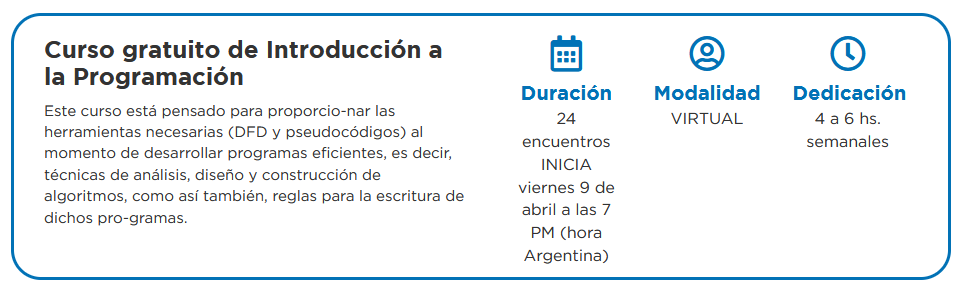 Curso gratuito de Introducción a
la Programación
Este curso está pensado para proporcio-nar las
herramientas necesarias (DFD y pseudocódigos) al
momento de desarrollar programas eficientes, es decir,
técnicas de análisis, diseño y construcción de
algoritmos, como así también, reglas para la escritura de
dichos pro-gramas.
Duración
24
encuentros
INICIA
viernes 9 de
abril a las 7
PM (hora
Argentina)
Modalidad
VIRTUAL
Dedicación
4 a 6 hs.
semanales